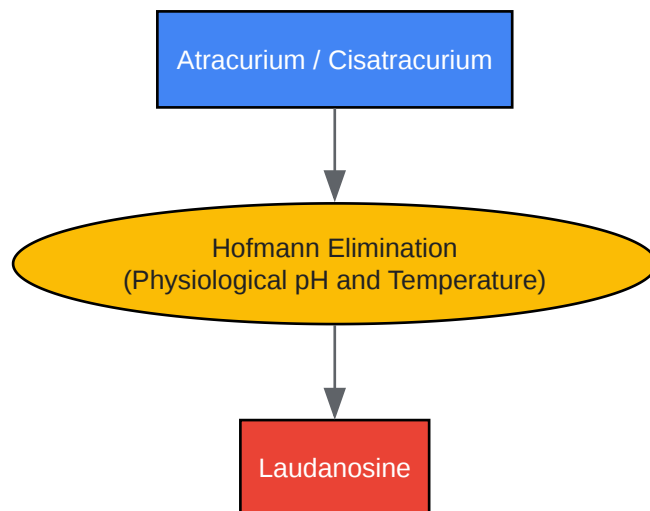 Atracurium / Cisatracurium
Hofmann Elimination
(Physiological pH and Temperature)
Laudanosine